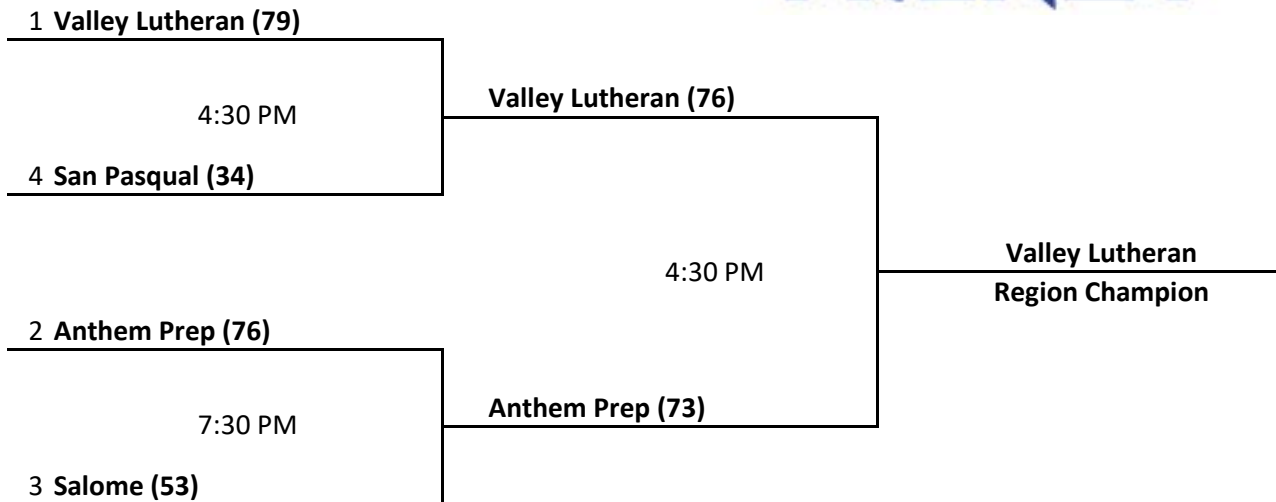 1 Valley Lutheran (79)
4:30 PM
Valley Lutheran (76)
4 San Pasqual (34)
4:30 PM
Valley Lutheran
Region Champion
2 Anthem Prep (76)
7:30 PM
Anthem Prep (73)
3 Salome (53)